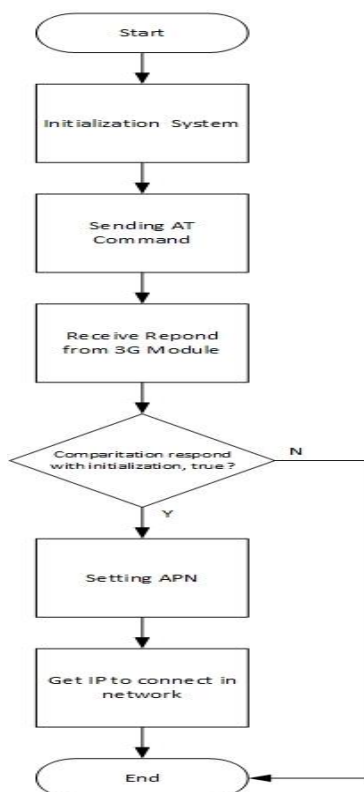 Start
Initialization System
Sending AT
Command
Receive Repond
from 3G Module
Comparitation respond
with initialization, true ?
N
Y
Setting APN
Get IP to connect in
network
End